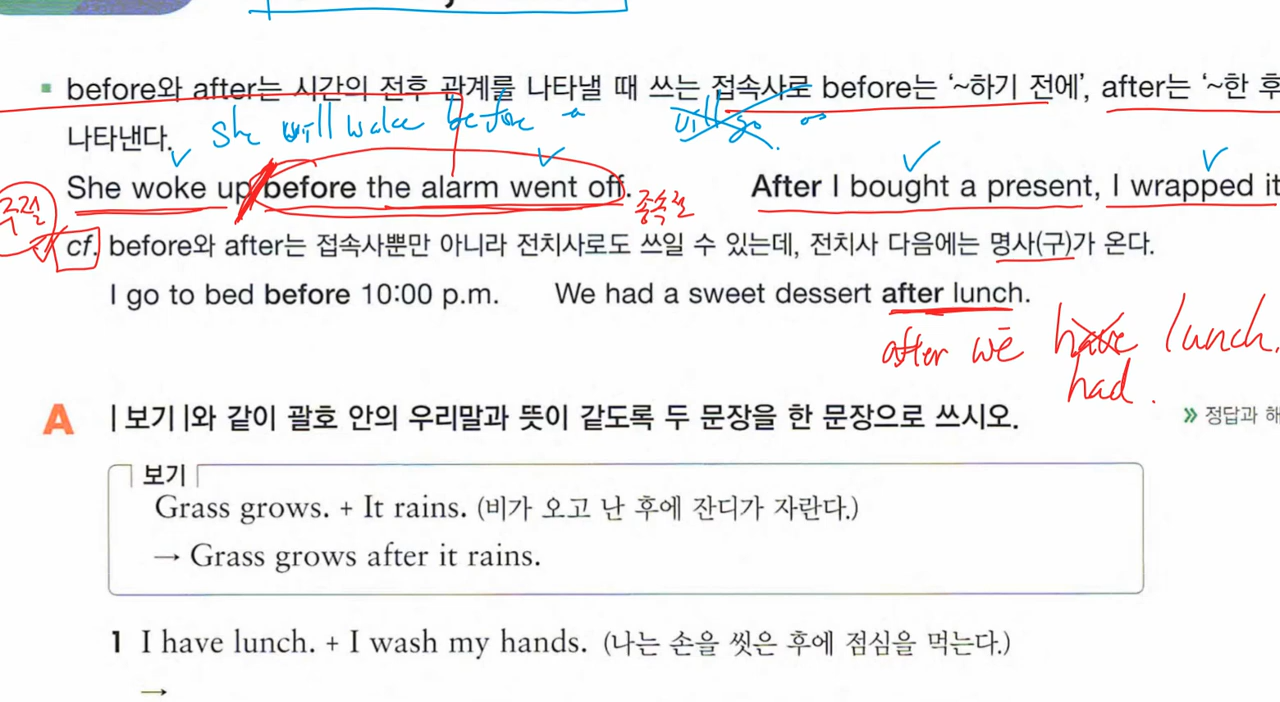 before와 after는 시간의 전후 관계를 나타낼 때 쓰는 접속사로 before는 ‘~하기 전에’, after는 ‘~한 후
She will wake before a
will go
나타낸다.
She woke up before the alarm went off. After I bought a present, I wrapped it
주절
종속절
cf. before와 after는 접속사뿐만 아니라 전치사로도 쓰일 수 있는데, 전치사 다음에는 명사(구)가 온다.
I go to bed before 10:00 p.m. We had a sweet dessert after lunch.
after we have lunch.
had.
A |보기|와 같이 괄호 안의 우리말과 뜻이 같도록 두 문장을 한 문장으로 쓰시오.
» 정답과 해
보기
Grass grows. + It rains. (비가 오고 난 후에 잔디가 자란다.)
→ Grass grows after it rains.
1 I have lunch. + I wash my hands. (나는 손을 씻은 후에 점심을 먹는다.)
→